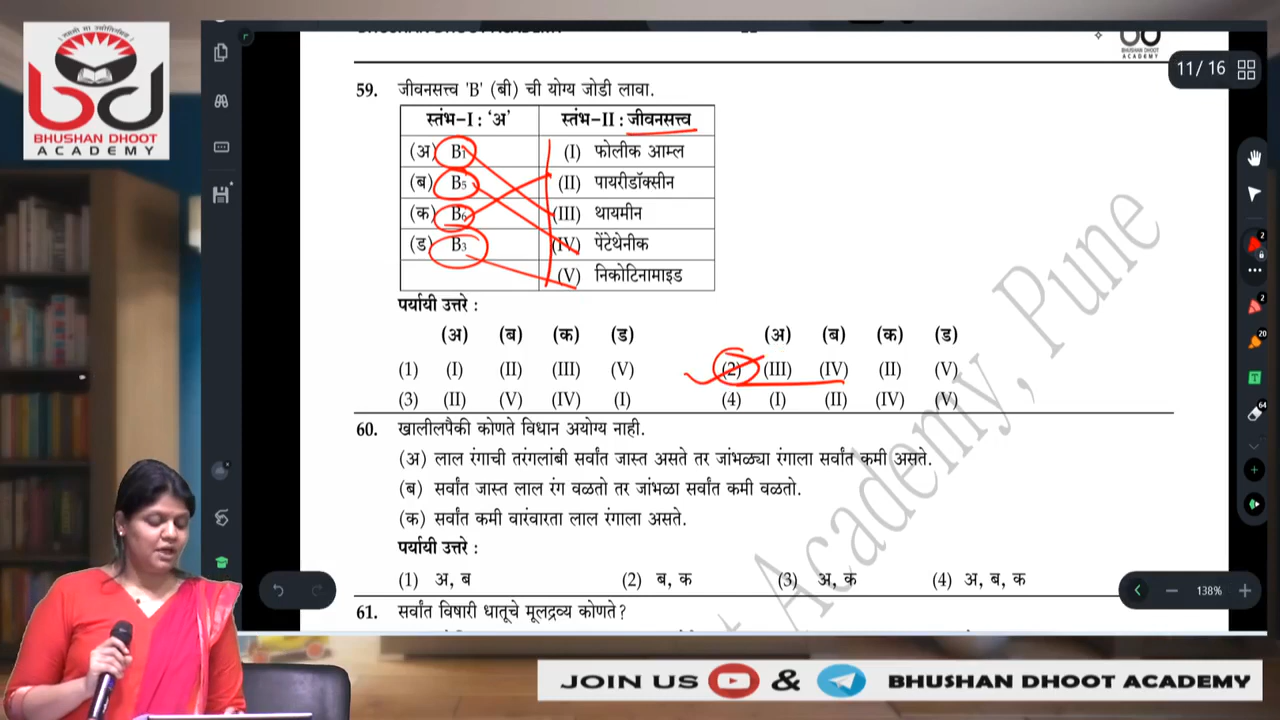 BHUSHAN DHOOT ACADEMY
BHUSHAN DHOOT
ACADEMY
11 / 16
59. जीवनसत्त्व 'B' (बी) ची योग्य जोडी लावा.
स्तंभ-I : 'अ' स्तंभ-II : जीवनसत्त्व
(अ) B1 (I) फोलीक आम्ल
(ब) B5 (II) पायरीडॉक्सीन
(क) B6 (III) थायमीन
(ड) B3 (IV) पेंटेथेनीक
(V) निकोटिनामाइड
पर्यायी उत्तरे :
(अ) (ब) (क) (ड) (अ) (ब) (क) (ड)
(1) (I) (II) (III) (V) (2) (III) (IV) (II) (V)
(3) (II) (V) (IV) (I) (4) (I) (II) (IV) (V)
60. खालीलपैकी कोणते विधान अयोग्य नाही.
(अ) लाल रंगाची तरंगलांबी सर्वांत जास्त असते तर जांभळ्या रंगाला सर्वांत कमी असते.
(ब) सर्वांत जास्त लाल रंग वळतो तर जांभळा सर्वांत कमी वळतो.
(क) सर्वांत कमी वारंवारता लाल रंगाला असते.
पर्यायी उत्तरे :
(1) अ, ब (2) ब, क (3) अ, क (4) अ, ब, क
61. सर्वांत विषारी धातूचे मूलद्रव्य कोणते?
Academy, Pune
138%
BHUSHAN DHOOT
ACADEMY
JOIN US & BHUSHAN DHOOT ACADEMY